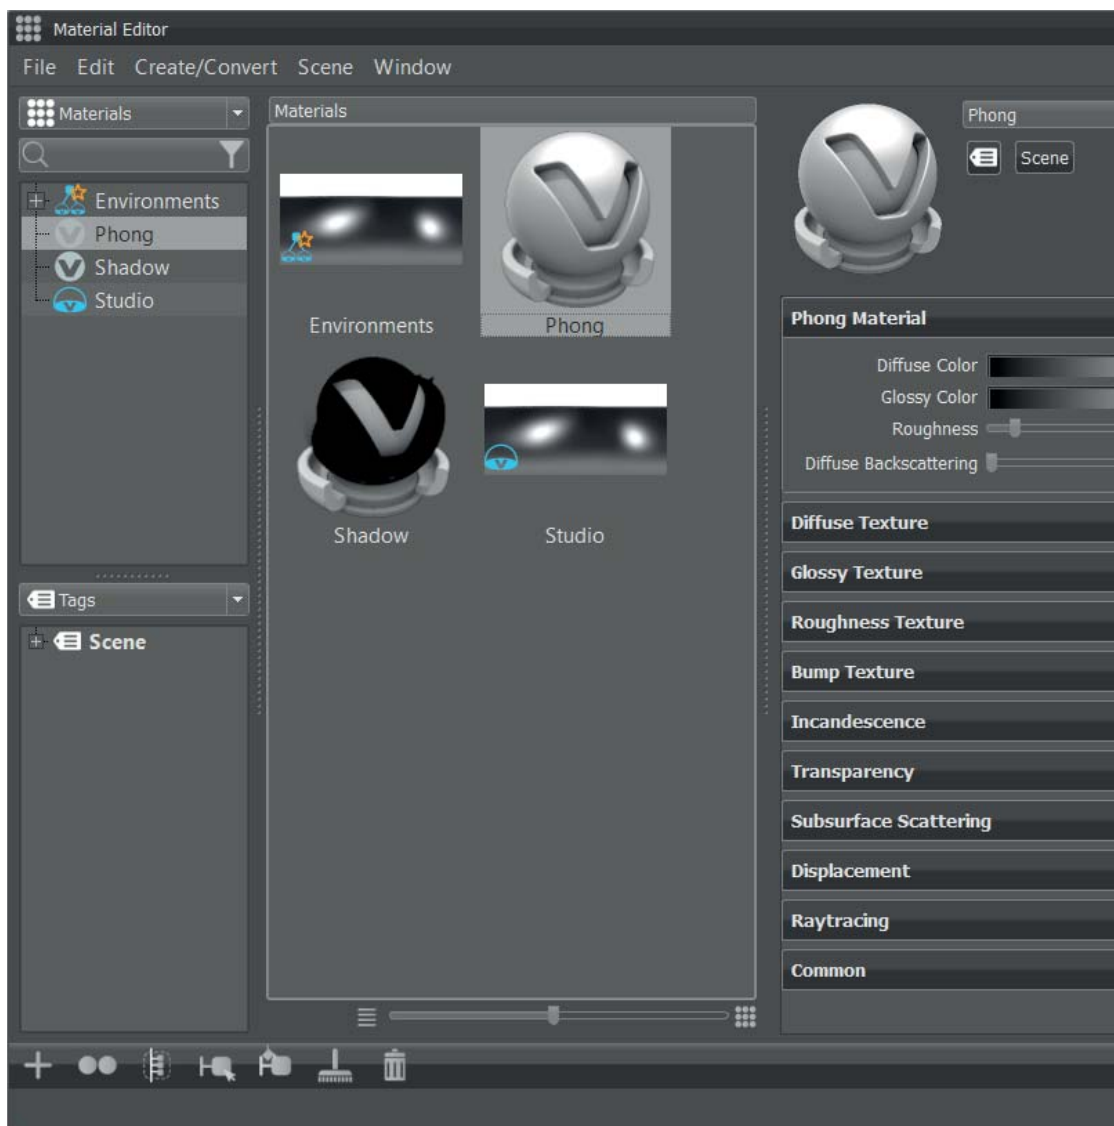 Material Editor
File Edit Create/Convert Scene Window
Materials
Environments
Phong
Shadow
Studio
Tags
Scene
Materials
Environments
Phong
Shadow
Studio
Phong
Scene
Phong Material
Diffuse Color
Glossy Color
Roughness
Diffuse Backscattering
Diffuse Texture
Glossy Texture
Roughness Texture
Bump Texture
Incandescence
Transparency
Subsurface Scattering
Displacement
Raytracing
Common